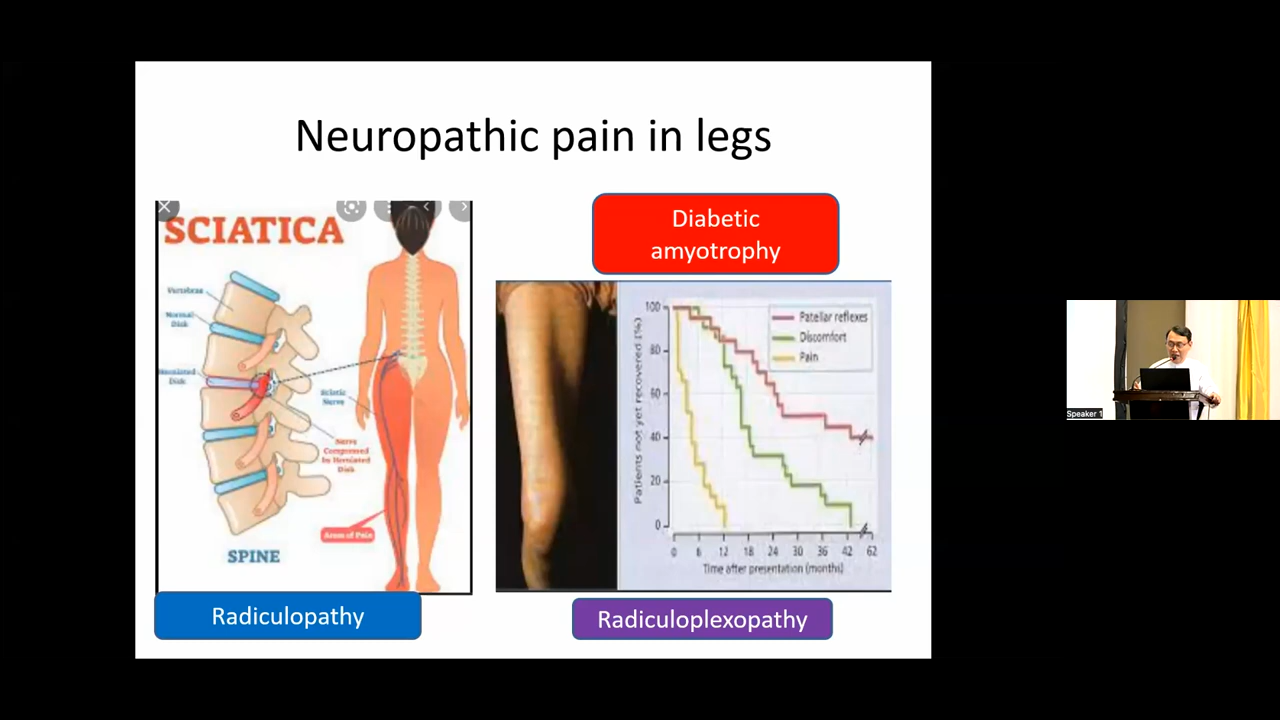 Neuropathic pain in legs
SCIATICA
Vertebrae
Normal
Disk
Herniated
Disk
Sciatic
Nerve
Nerve
Compressed
by Herniated
Disk
Areas of Pain
SPINE
Radiculopathy
Diabetic
amyotrophy
Patients not yet recovered (%)
100
80
60
40
20
0
Patellar reflexes
Discomfort
Pain
0 6 12 18 24 30 36 42 62
Time after presentation (months)
Radiculoplexopathy
Speaker 1